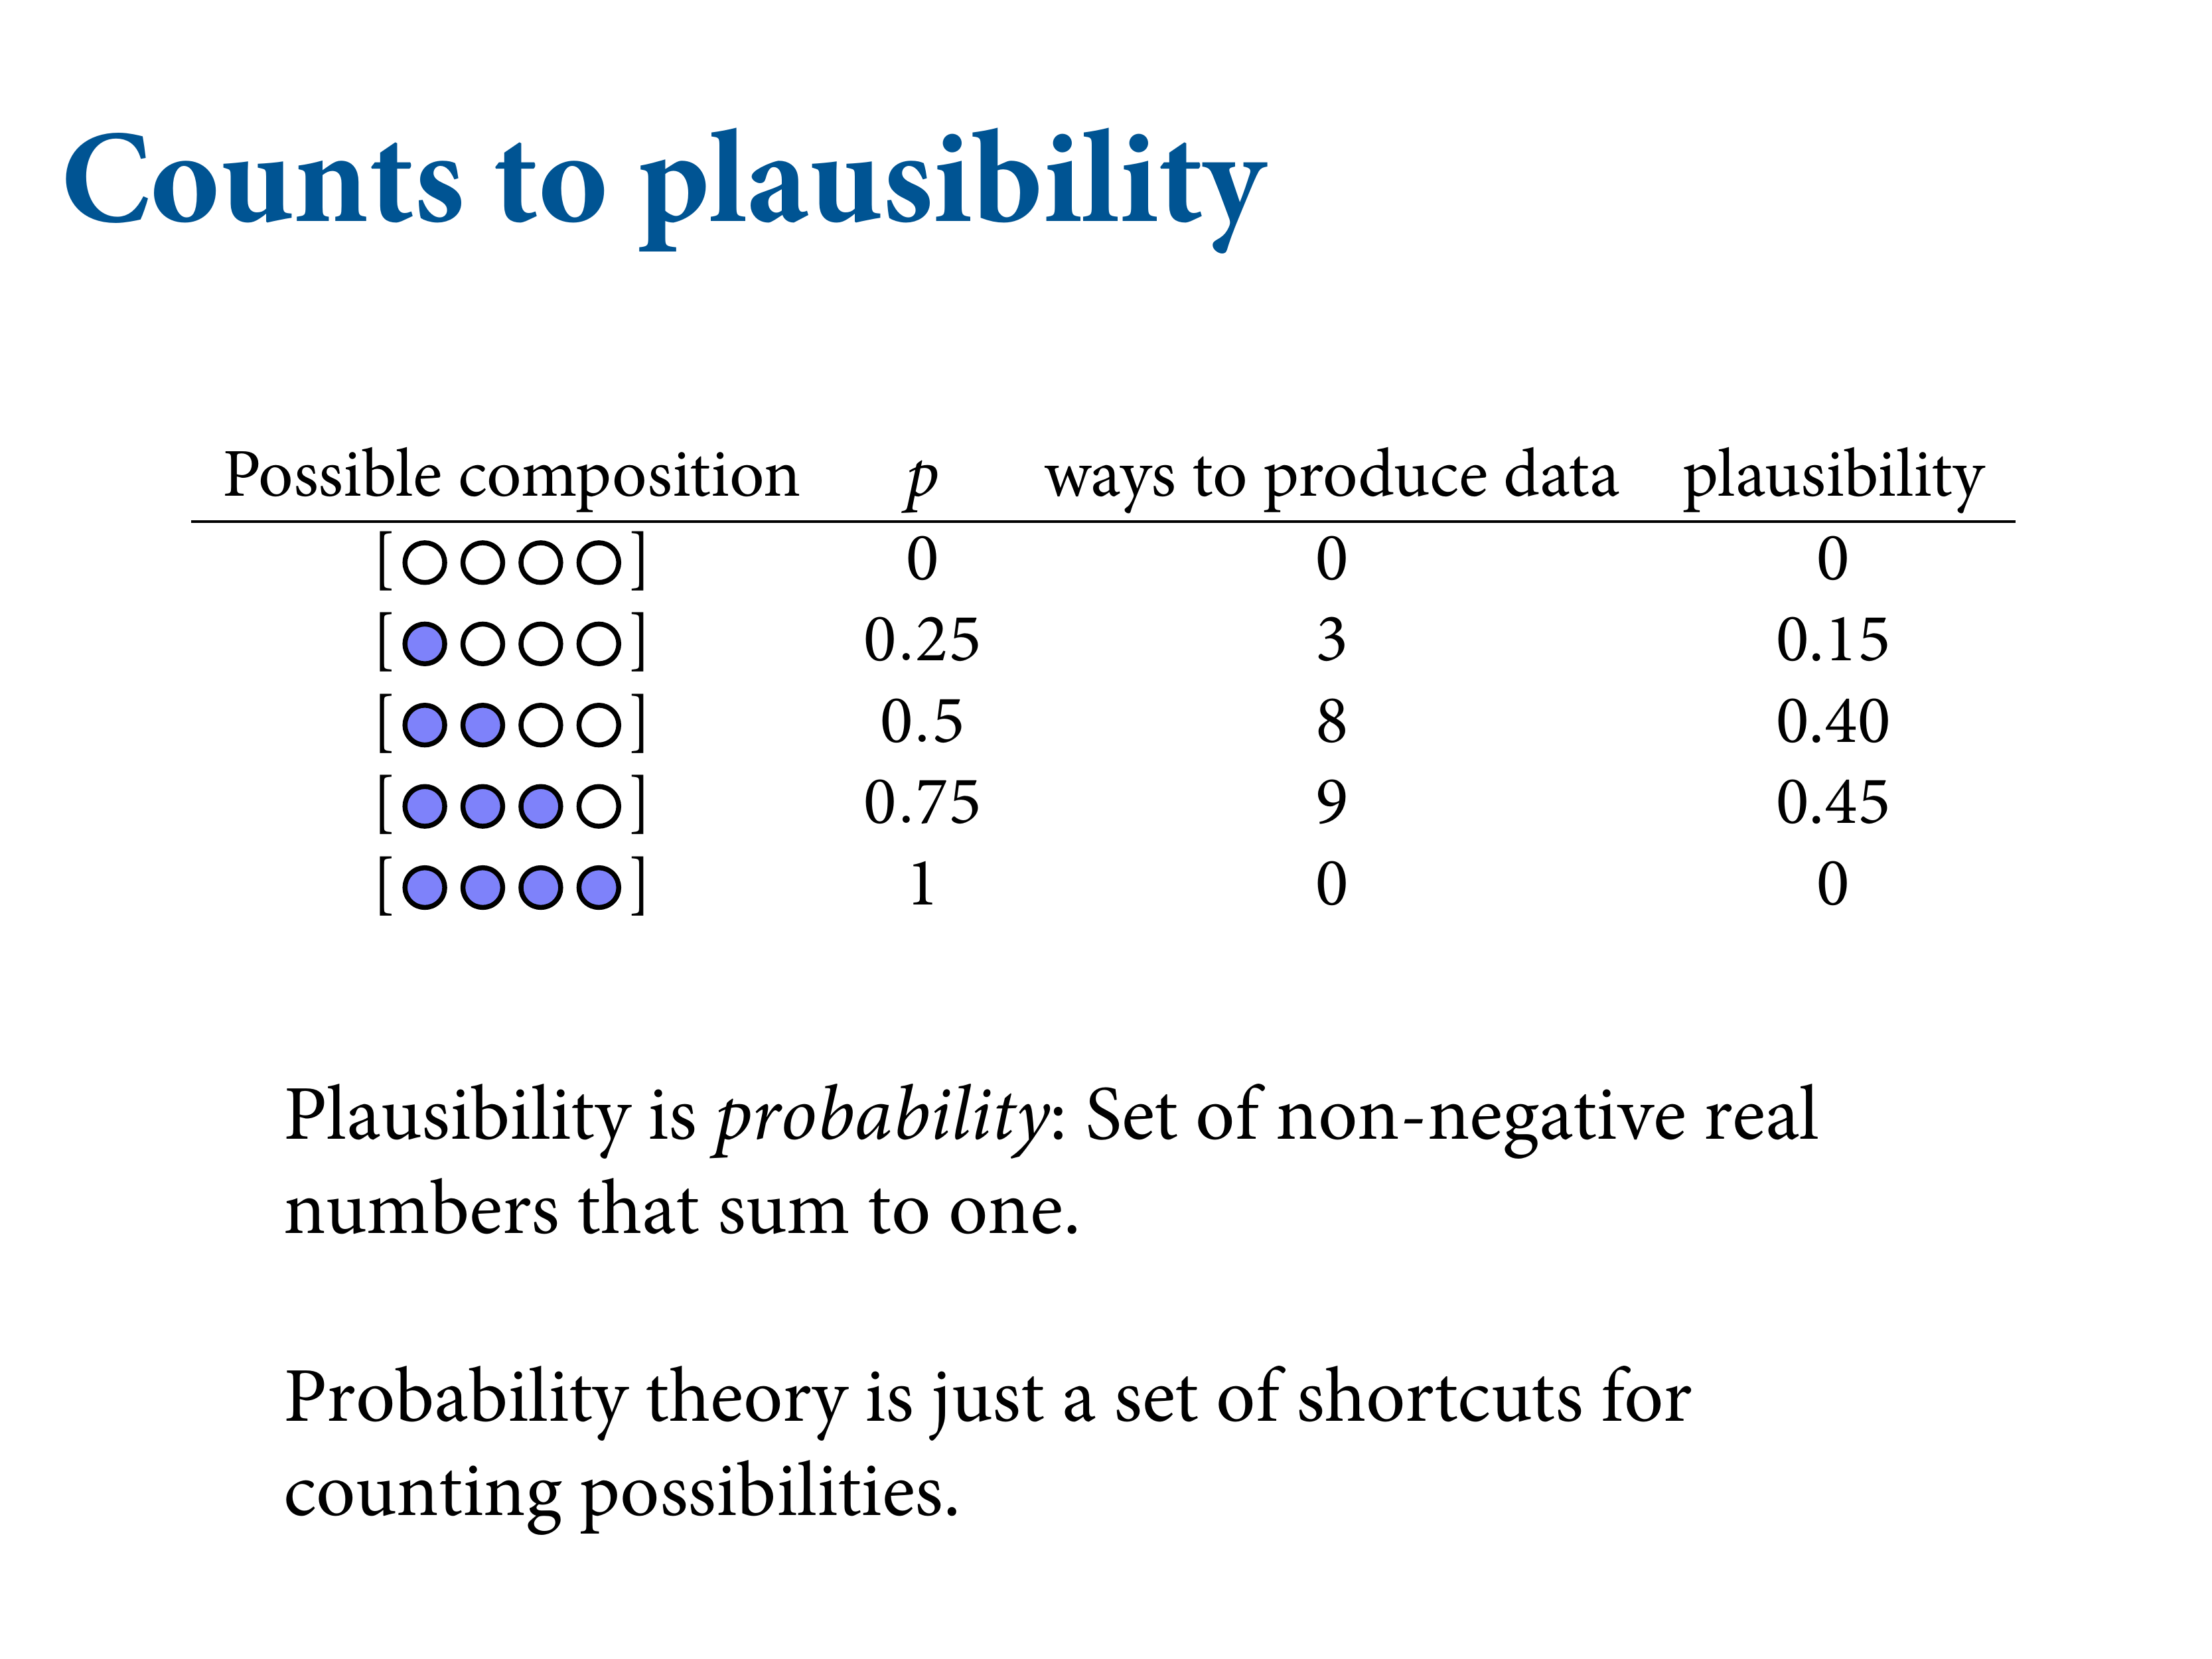 Counts to plausibility
Possible composition p ways to produce data plausibility
[○○○○] 0 0 0
[●○○○] 0.25 3 0.15
[●●○○] 0.5 8 0.40
[●●●○] 0.75 9 0.45
[●●●●] 1 0 0
Plausibility is probability: Set of non-negative real
numbers that sum to one.
Probability theory is just a set of shortcuts for
counting possibilities.